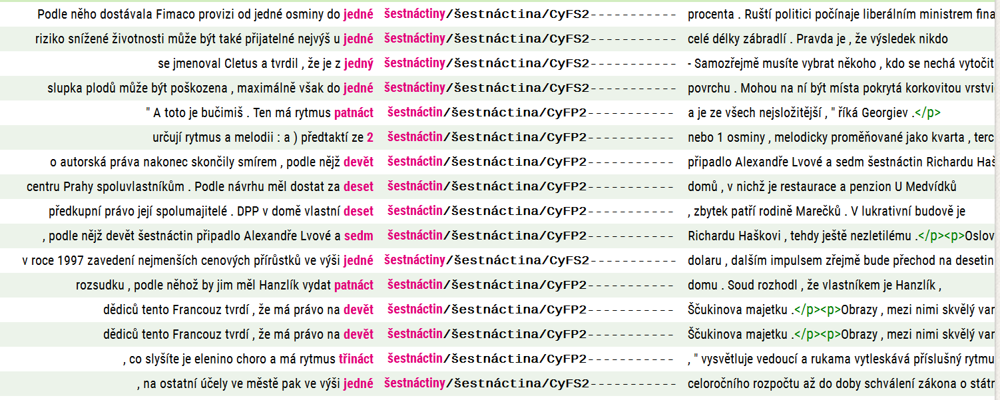 Podle něho dostávala Fimaco provizi od jedné osminy do jedné šestnáctiny/šestnáctina/CyFS2----------- procenta . Ruští politici počínaje liberálním ministrem fina
riziko snížené životnosti může být také přijatelné nejvýš u jedné šestnáctiny/šestnáctina/CyFS2----------- celé délky zábradlí . Pravda je , že výsledek nikdo
se jmenoval Cletus a tvrdil , že je z jedný šestnáctiny/šestnáctina/CyFS2----------- - Samozřejmě musíte vybrat někoho , kdo se nechá vytočit
slupka plodů může být poškozena , maximálně však do jedné šestnáctiny/šestnáctina/CyFS2----------- povrchu . Mohou na ní být místa pokrytá korkovitou vrstvi
" A toto je bučimiš . Ten má rytmus patnáct šestnáctin/šestnáctina/CyFP2----------- a je ze všech nejsložitější , " říká Georgiev .</p>
určují rytmus a melodii : a ) předtaktí ze 2 šestnáctin/šestnáctina/CyFP2----------- nebo 1 osminy , melodicky proměňované jako kvarta , terc
o autorská práva nakonec skončily smírem , podle nějž devět šestnáctin/šestnáctina/CyFP2----------- připadlo Alexandře Lvové a sedm šestnáctin Richardu Haš
centru Prahy spoluvlastníkům . Podle návrhu měl dostat za deset šestnáctin/šestnáctina/CyFP2----------- domů , v nichž je restaurace a penzion U Medvídků
předkupní právo její spolumajitelé . DPP v domě vlastní deset šestnáctin/šestnáctina/CyFP2----------- , zbytek patří rodině Marečků . V lukrativní budově je
, podle nějž devět šestnáctin připadlo Alexandře Lvové a sedm šestnáctin/šestnáctina/CyFP2----------- Richardu Haškovi , tehdy ještě nezletilému .</p><p>Oslov
v roce 1997 zavedení nejmenších cenových přírůstků ve výši jedné šestnáctiny/šestnáctina/CyFS2----------- dolaru , dalším impulsem zřejmě bude přechod na desetin
rozsudku , podle něhož by jim měl Hanzlík vydat patnáct šestnáctin/šestnáctina/CyFP2----------- domu . Soud rozhodl , že vlastníkem je Hanzlík ,
dědiců tento Francouz tvrdí , že má právo na devět šestnáctin/šestnáctina/CyFP2----------- Ščukinova majetku .</p><p>Obrazy , mezi nimi skvělý var
dědiců tento Francouz tvrdí , že má právo na devět šestnáctin/šestnáctina/CyFP2----------- Ščukinova majetku .</p><p>Obrazy , mezi nimi skvělý var
, co slyšíte je elenino choro a má rytmus třináct šestnáctin/šestnáctina/CyFP2----------- , " vysvětluje vedoucí a rukama vytleskává příslušný rytmu
, na ostatní účely ve městě pak ve výši jedné šestnáctiny/šestnáctina/CyFS2----------- celoročního rozpočtu až do doby schválení zákona o státr